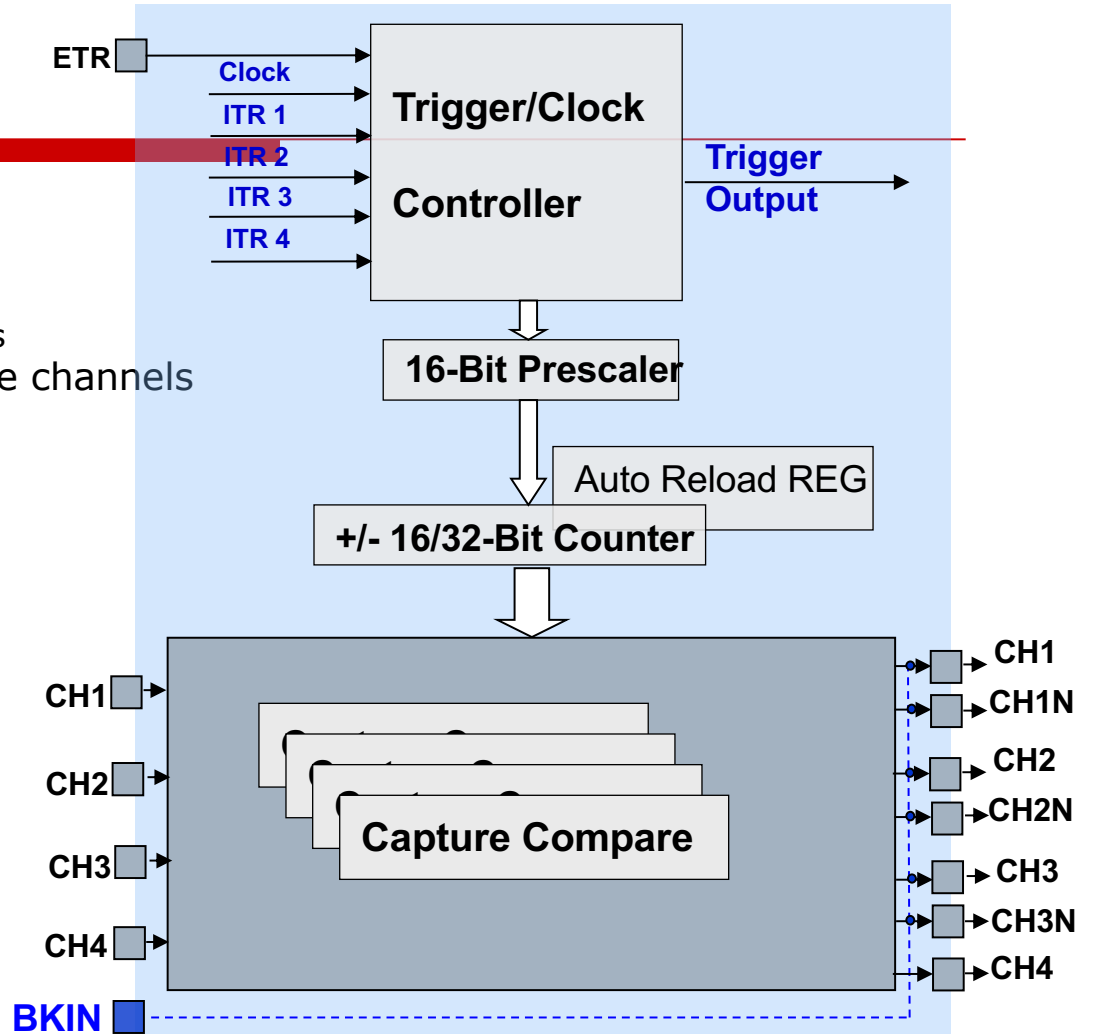 ETR
Clock
ITR 1
ITR 2
ITR 3
ITR 4
Trigger/Clock
Controller
Trigger
Output
s
e channels
16-Bit Prescaler
Auto Reload REG
+/- 16/32-Bit Counter
CH1
CH2
CH3
CH4
BKIN
Capture Compare
CH1
CH1N
CH2
CH2N
CH3
CH3N
CH4